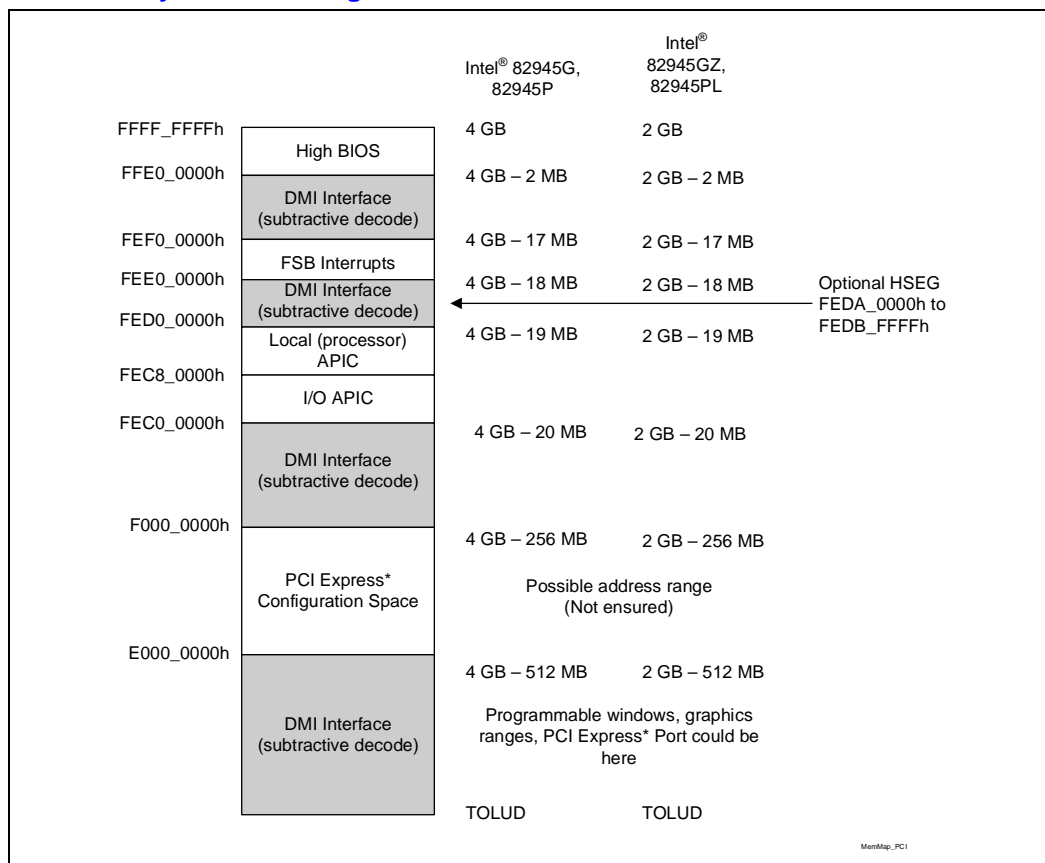 Intel® 82945G,
82945P
Intel®
82945GZ,
82945PL
FFFF_FFFFh
4 GB
2 GB
High BIOS
FFE0_0000h
4 GB – 2 MB
2 GB – 2 MB
DMI Interface
(subtractive decode)
FEF0_0000h
4 GB – 17 MB
2 GB – 17 MB
FSB Interrupts
FEE0_0000h
4 GB – 18 MB
2 GB – 18 MB
DMI Interface
(subtractive decode)
Optional HSEG
FEDA_0000h to
FEDB_FFFFh
FED0_0000h
4 GB – 19 MB
2 GB – 19 MB
Local (processor)
APIC
FEC8_0000h
I/O APIC
FEC0_0000h
4 GB – 20 MB
2 GB – 20 MB
DMI Interface
(subtractive decode)
F000_0000h
4 GB – 256 MB
2 GB – 256 MB
PCI Express*
Configuration Space
Possible address range
(Not ensured)
E000_0000h
4 GB – 512 MB
2 GB – 512 MB
DMI Interface
(subtractive decode)
Programmable windows, graphics
ranges, PCI Express* Port could be
here
TOLUD
TOLUD
MemMap_PCI